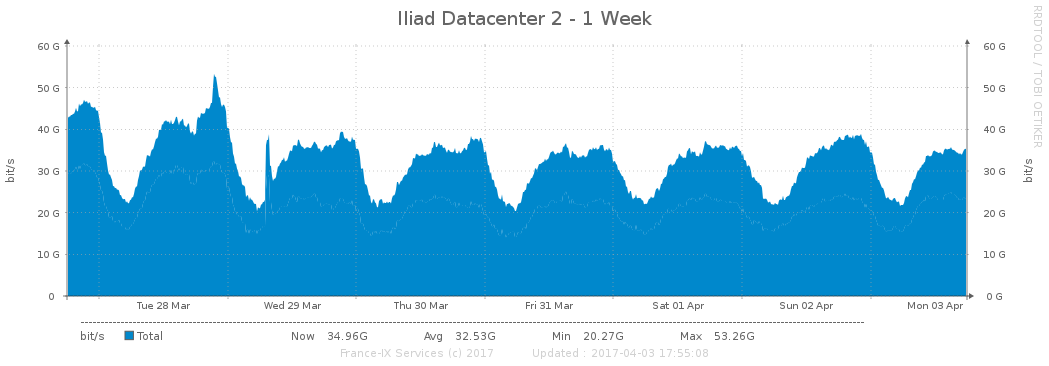 Iliad Datacenter 2 - 1 Week
RRDTOOL / TOBI OETIKER
60 G 60 G
50 G 50 G
40 G 40 G
30 G 30 G
20 G 20 G
10 G 10 G
0 0 G
bit/s bit/s
Tue 28 Mar Wed 29 Mar Thu 30 Mar Fri 31 Mar Sat 01 Apr Sun 02 Apr Mon 03 Apr
bit/s Total Now 34.96G Avg 32.53G Min 20.27G Max 53.26G
France-IX Services (c) 2017 Updated : 2017-04-03 17:55:08